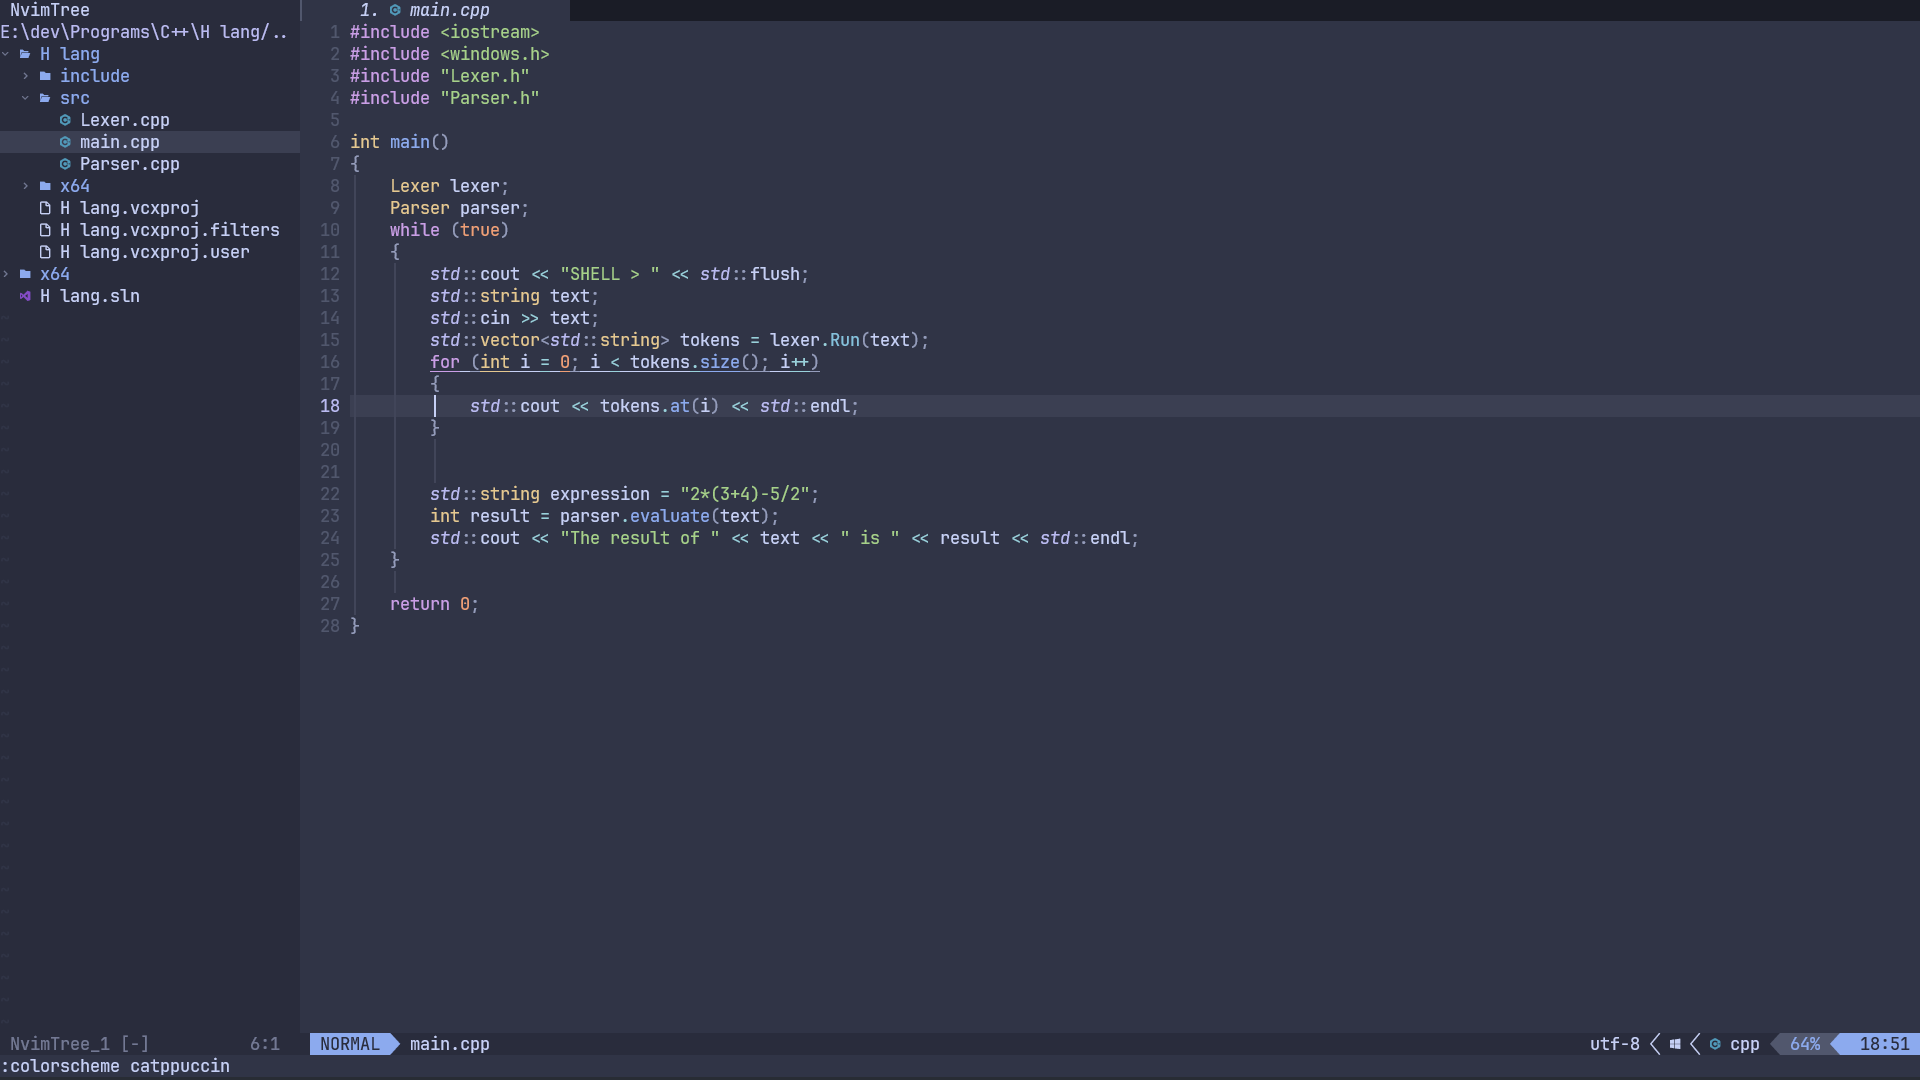 NvimTree
E:\dev\Programs\C++\H lang/..
H lang
include
src
Lexer.cpp
main.cpp
Parser.cpp
x64
H lang.vcxproj
H lang.vcxproj.filters
H lang.vcxproj.user
x64
H lang.sln
1. main.cpp
1 #include <iostream>
2 #include <windows.h>
3 #include "Lexer.h"
4 #include "Parser.h"
5
6 int main()
7 {
8     Lexer lexer;
9     Parser parser;
10     while (true)
11     {
12         std::cout << "SHELL > " << std::flush;
13         std::string text;
14         std::cin >> text;
15         std::vector<std::string> tokens = lexer.Run(text);
16         for (int i = 0; i < tokens.size(); i++)
17         {
18             std::cout << tokens.at(i) << std::endl;
19         }
20
21
22         std::string expression = "2*(3+4)-5/2";
23         int result = parser.evaluate(text);
24         std::cout << "The result of " << text << " is " << result << std::endl;
25     }
26
27     return 0;
28 }
NvimTree_1 [-] 6:1
NORMAL main.cpp utf-8 cpp 64% 18:51
:colorscheme catppuccin